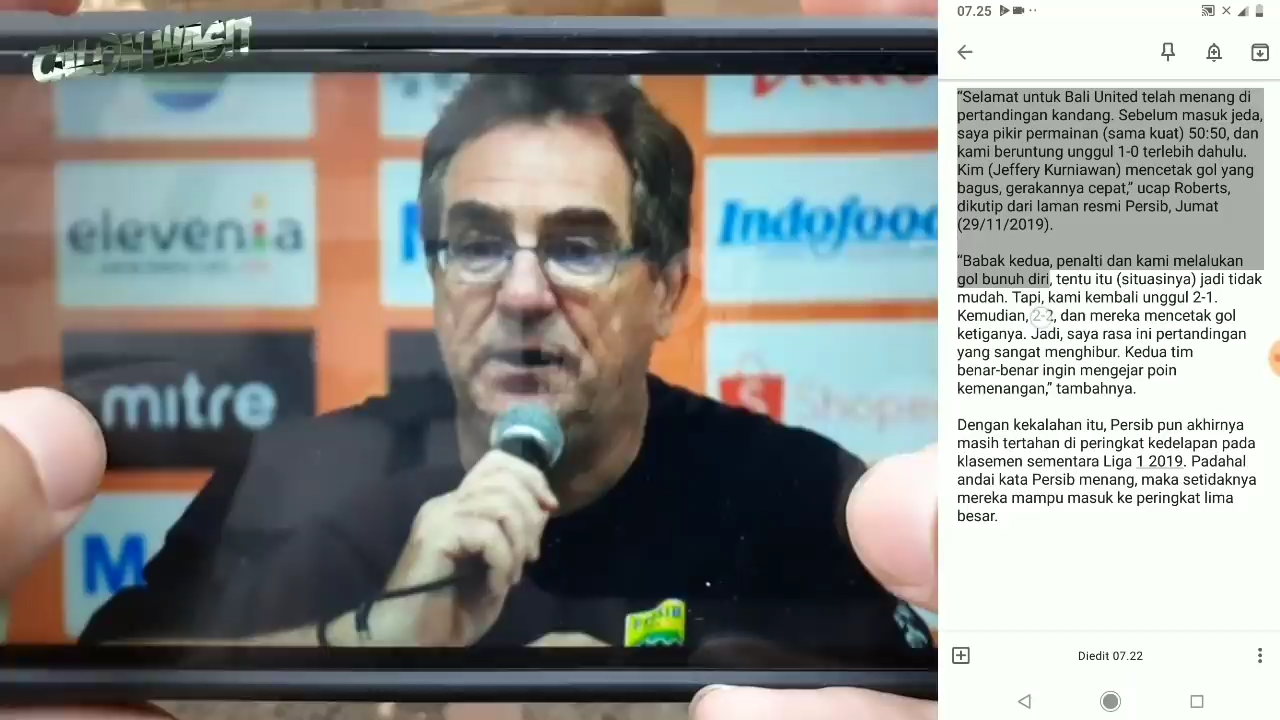 CALON WASIT
elevenia
Indofood
mitre
Shope
M
PERSIB
07.25
“Selamat untuk Bali United telah menang di
pertandingan kandang. Sebelum masuk jeda,
saya pikir permainan (sama kuat) 50:50, dan
kami beruntung unggul 1-0 terlebih dahulu.
Kim (Jeffery Kurniawan) mencetak gol yang
bagus, gerakannya cepat,” ucap Roberts,
dikutip dari laman resmi Persib, Jumat
(29/11/2019).
“Babak kedua, penalti dan kami melalukan
gol bunuh diri, tentu itu (situasinya) jadi tidak
mudah. Tapi, kami kembali unggul 2-1.
Kemudian, 2-2, dan mereka mencetak gol
ketiganya. Jadi, saya rasa ini pertandingan
yang sangat menghibur. Kedua tim
benar-benar ingin mengejar poin
kemenangan,” tambahnya.
Dengan kekalahan itu, Persib pun akhirnya
masih tertahan di peringkat kedelapan pada
klasemen sementara Liga 1 2019. Padahal
andai kata Persib menang, maka setidaknya
mereka mampu masuk ke peringkat lima
besar.
Diedit 07.22